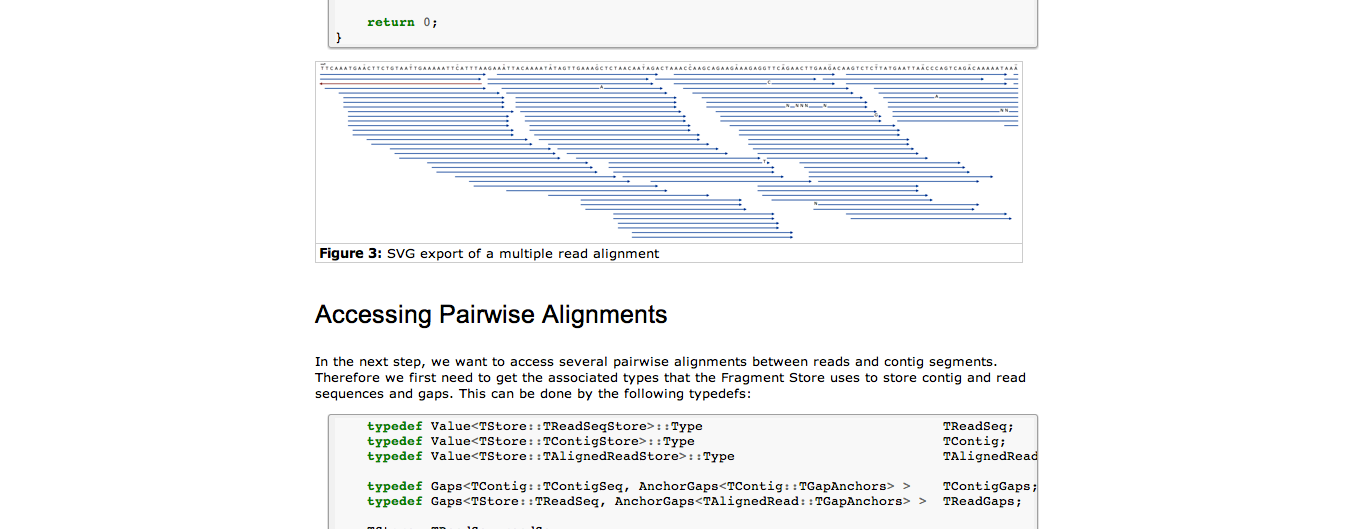 return 0;
}
Figure 3: SVG export of a multiple read alignment
Accessing Pairwise Alignments
In the next step, we want to access several pairwise alignments between reads and contig segments.
Therefore we first need to get the associated types that the Fragment Store uses to store contig and read
sequences and gaps. This can be done by the following typedefs:
typedef Value<TStore::TReadSeqStore>::Type TReadSeq;
typedef Value<TStore::TContigStore>::Type TContig;
typedef Value<TStore::TAlignedReadStore>::Type TAlignedRead
typedef Gaps<TContig::TContigSeq, AnchorGaps<TContig::TGapAnchors> > TContigGaps;
typedef Gaps<TStore::TReadSeq, AnchorGaps<TAlignedRead::TGapAnchors> > TReadGaps;